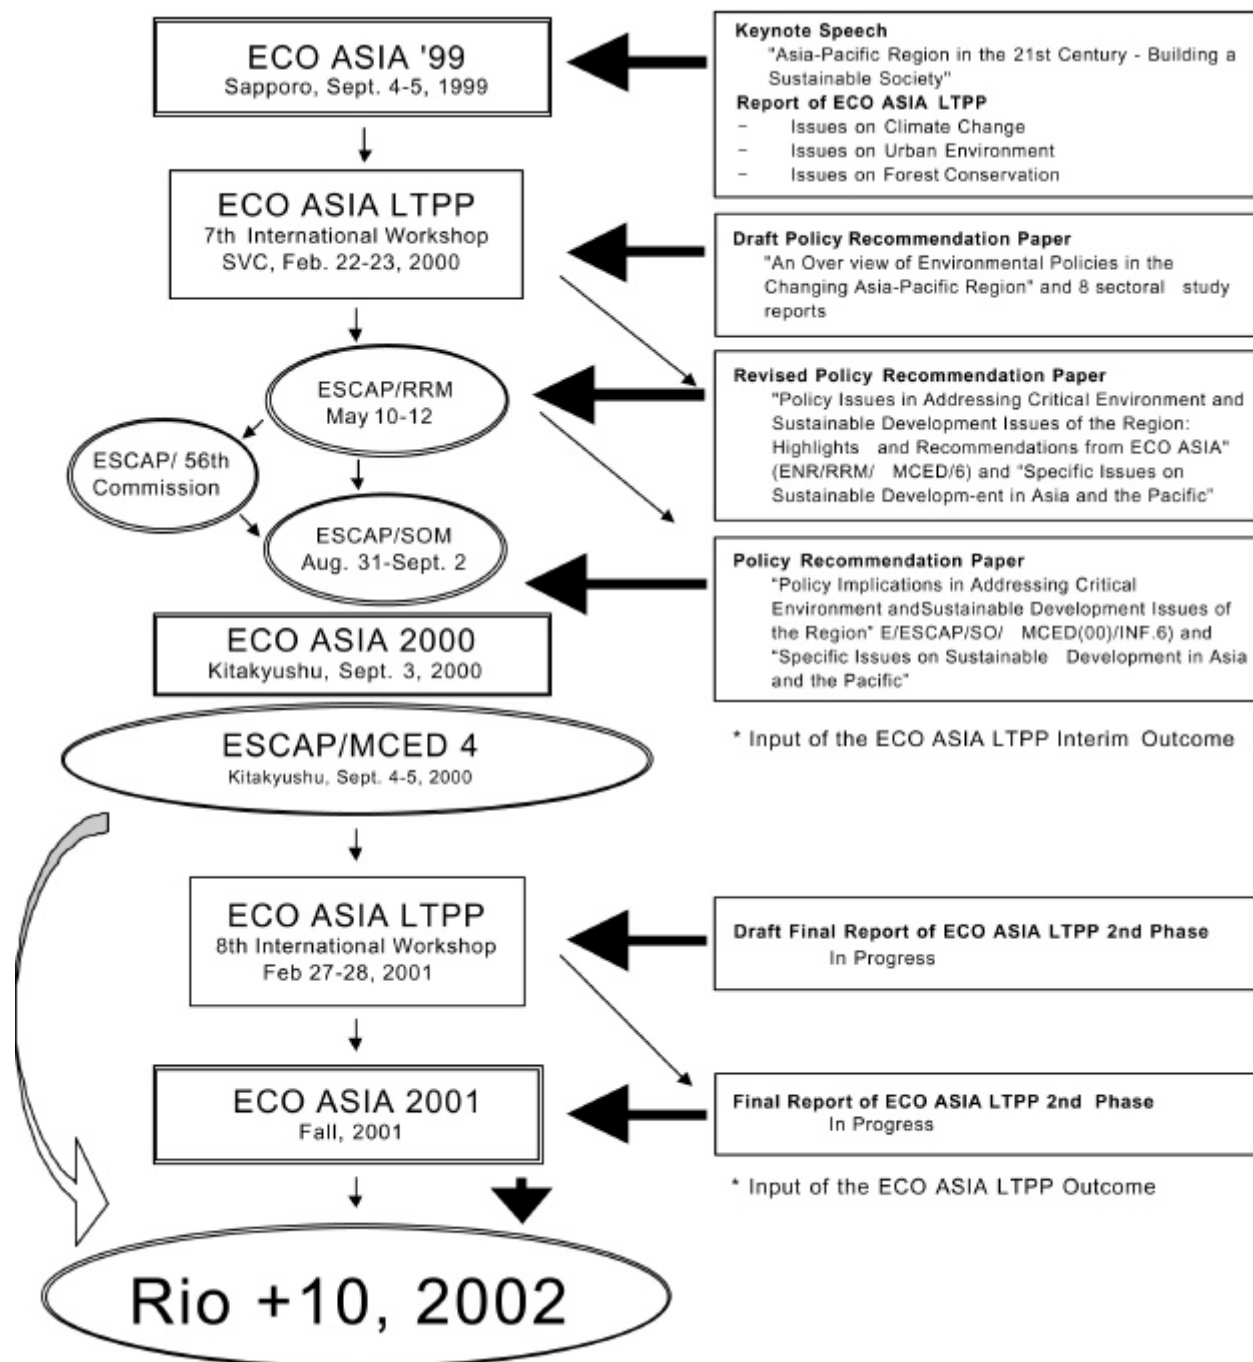 ECO ASIA '99
Sapporo, Sept. 4-5, 1999
Keynote Speech
"Asia-Pacific Region in the 21st Century - Building a
Sustainable Society"
Report of ECO ASIA LTPP
– Issues on Climate Change
– Issues on Urban Environment
– Issues on Forest Conservation
ECO ASIA LTPP
7th International Workshop
SVC, Feb. 22-23, 2000
Draft Policy Recommendation Paper
"An Over view of Environmental Policies in the
Changing Asia-Pacific Region" and 8 sectoral study
reports
ESCAP/RRM
May 10-12
Revised Policy Recommendation Paper
"Policy Issues in Addressing Critical Environment and
Sustainable Development Issues of the Region:
Highlights and Recommendations from ECO ASIA"
(ENR/RRM/ MCED/6) and "Specific Issues on
Sustainable Developm-ent in Asia and the Pacific"
ESCAP/ 56th
Commission
ESCAP/SOM
Aug. 31-Sept. 2
Policy Recommendation Paper
"Policy Implications in Addressing Critical
Environment andSustainable Development Issues of
the Region" E/ESCAP/SO/ MCED(00)/INF.6) and
"Specific Issues on Sustainable Development in Asia
and the Pacific"
ECO ASIA 2000
Kitakyushu, Sept. 3, 2000
* Input of the ECO ASIA LTPP Interim Outcome
ESCAP/MCED 4
Kitakyushu, Sept. 4-5, 2000
ECO ASIA LTPP
8th International Workshop
Feb 27-28, 2001
Draft Final Report of ECO ASIA LTPP 2nd Phase
In Progress
ECO ASIA 2001
Fall, 2001
Final Report of ECO ASIA LTPP 2nd Phase
In Progress
* Input of the ECO ASIA LTPP Outcome
Rio +10, 2002